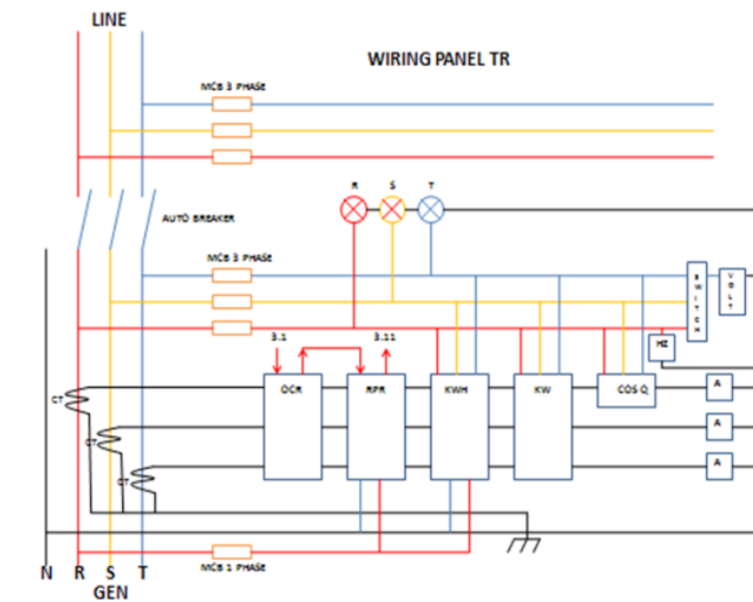 LINE
WIRING PANEL TR
MCB 3 PHASE
R S T
AUTO BREAKER
MCB 3 PHASE
SWITCH
VOLT
3.1 3.11
HZ
OCR RPR KWH KW COS Q A
CT
CT A
CT A
MCB 1 PHASE
N R S T
GEN